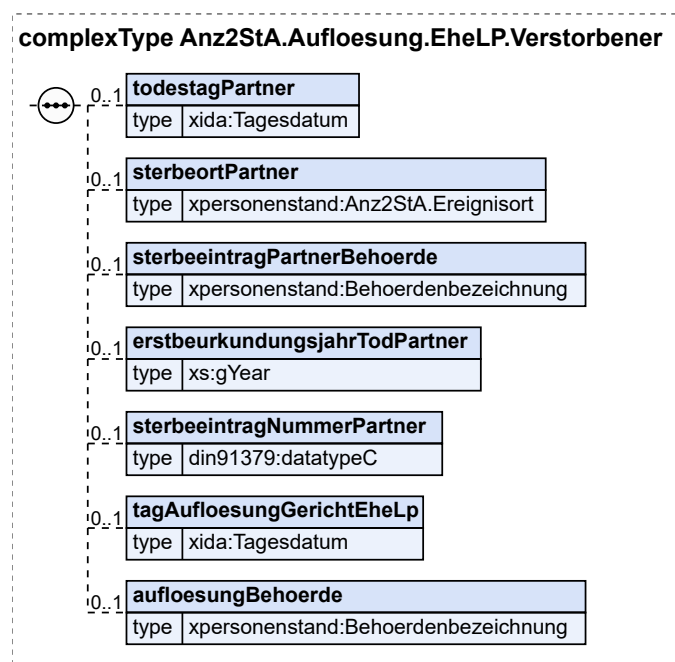 complexType Anz2StA.Aufloesung.EheLP.Verstorbener
0..1 todestagPartner
type xida:Tagesdatum
0..1 sterbeortPartner
type xpersonenstand:Anz2StA.Ereignisort
0..1 sterbeeintragPartnerBehoerde
type xpersonenstand:Behoerdenbezeichnung
0..1 erstbeurkundungsjahrTodPartner
type xs:gYear
0..1 sterbeeintragNummerPartner
type din91379:datatypeC
0..1 tagAufloesungGerichtEheLp
type xida:Tagesdatum
0..1 aufloesungBehoerde
type xpersonenstand:Behoerdenbezeichnung